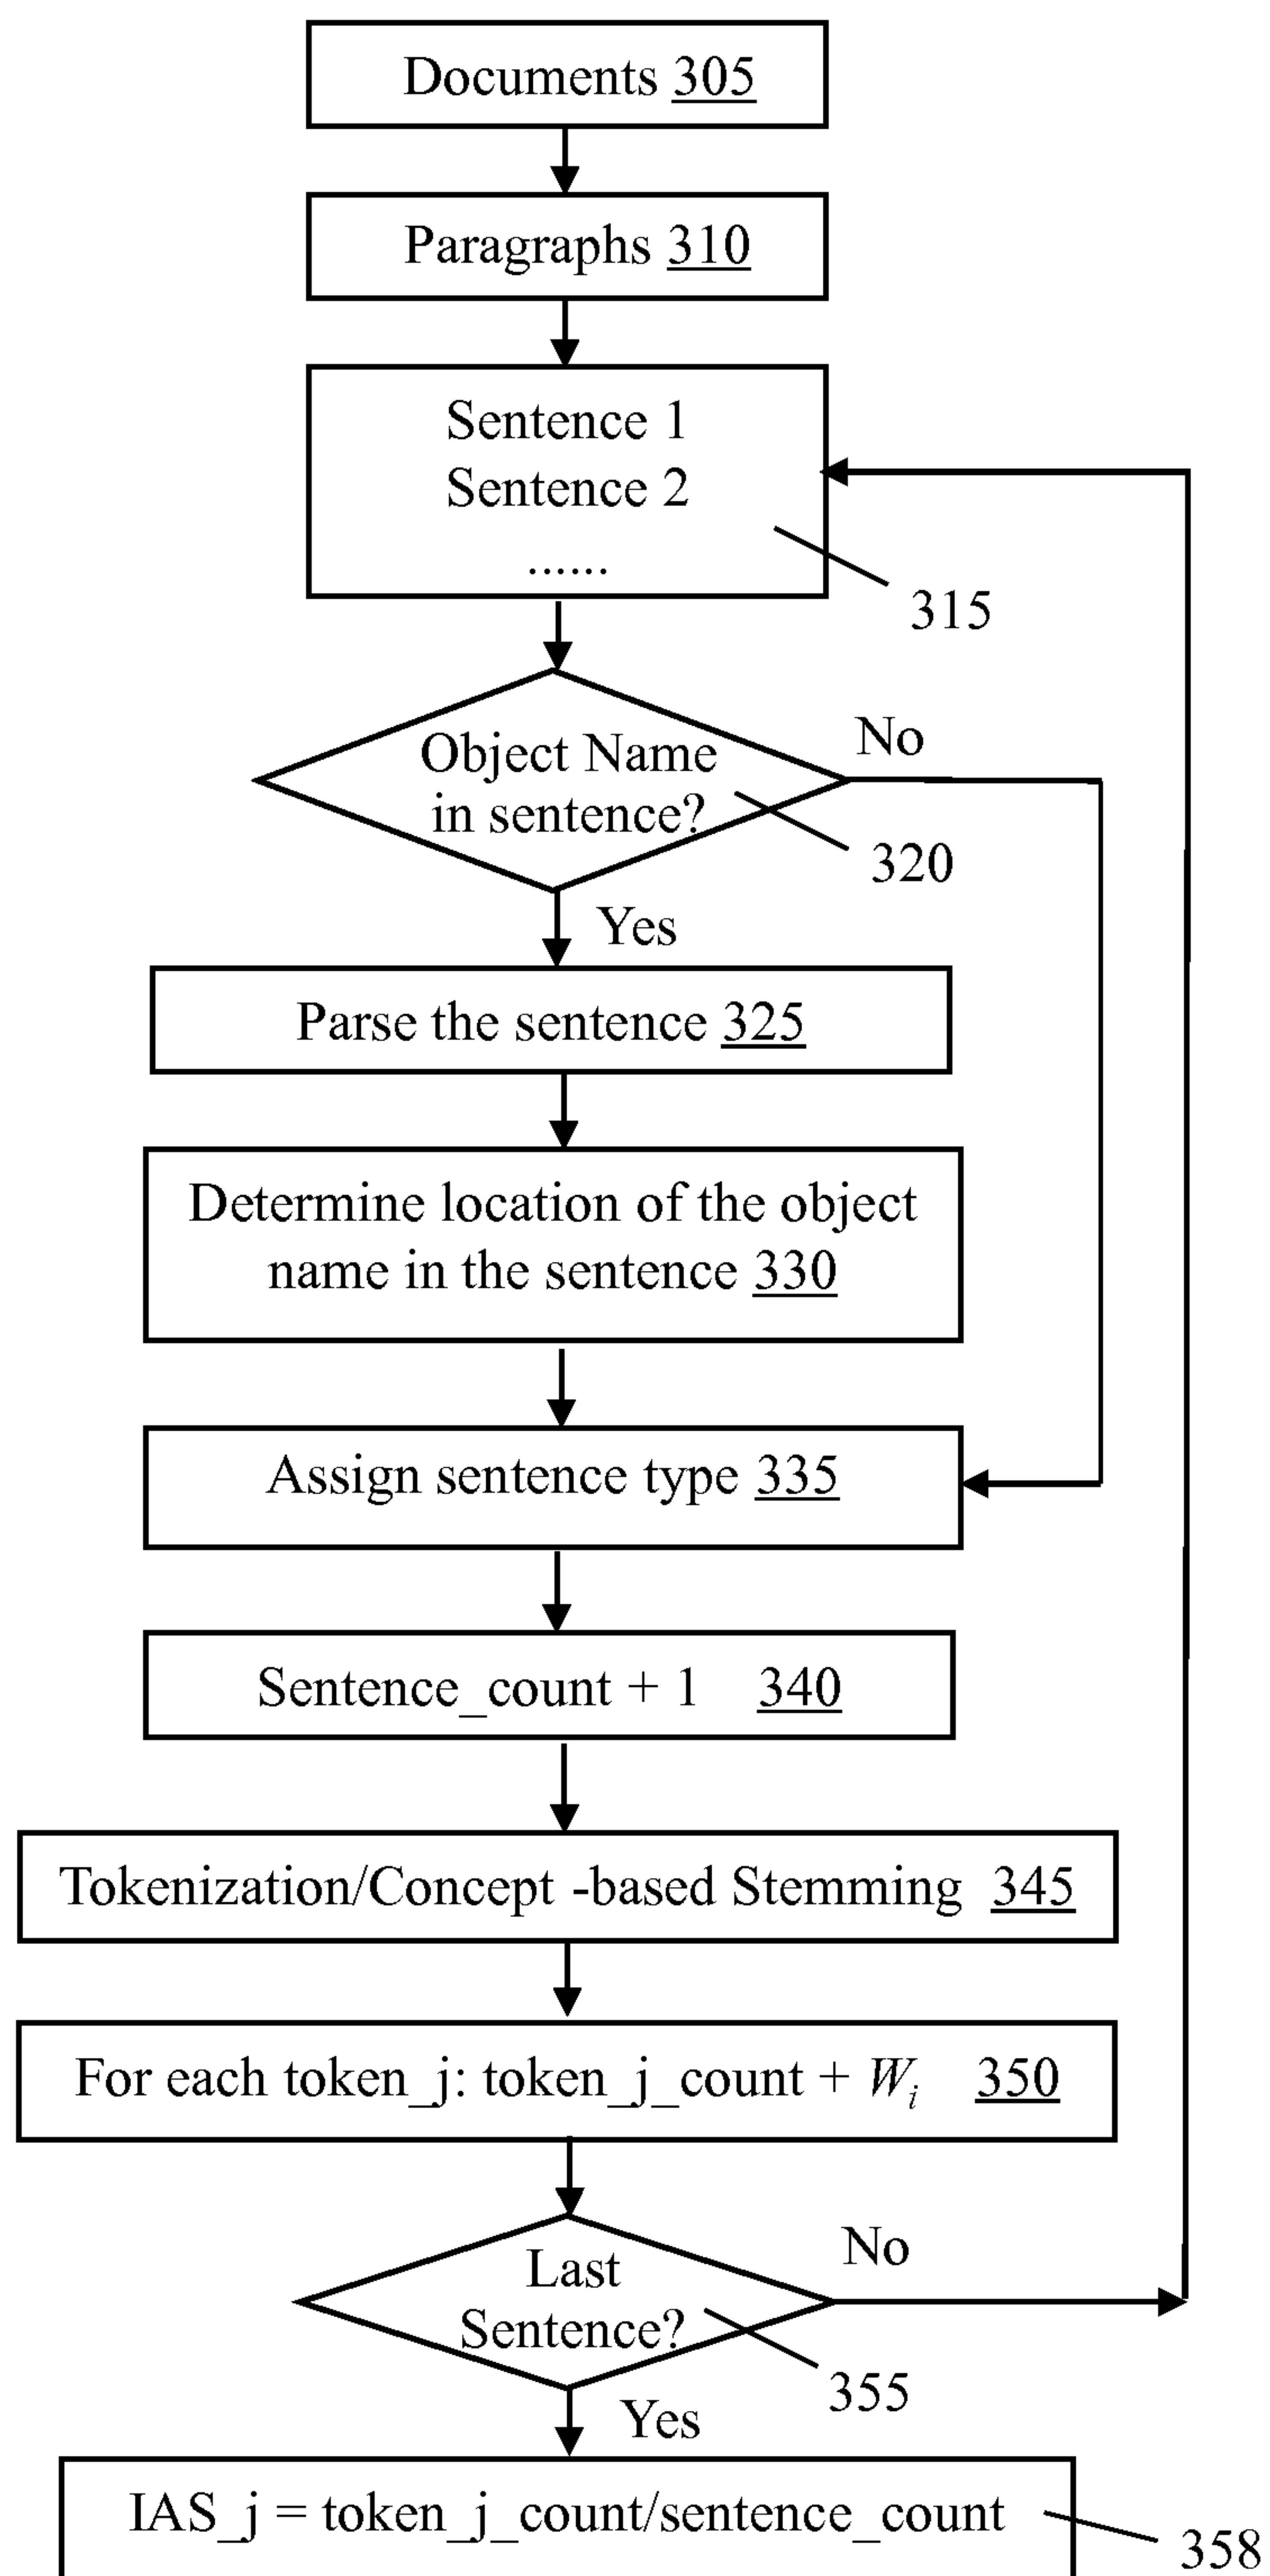 Documents 305
Paragraphs 310
Sentence 1
Sentence 2
......
315
Object Name
in sentence?
No
320
Yes
Parse the sentence 325
Determine location of the object
name in the sentence 330
Assign sentence type 335
Sentence_count + 1 340
Tokenization/Concept -based Stemming 345
For each token_j: token_j_count + Wi 350
Last
Sentence?
No
355
Yes
IAS_j = token_j_count/sentence_count
358